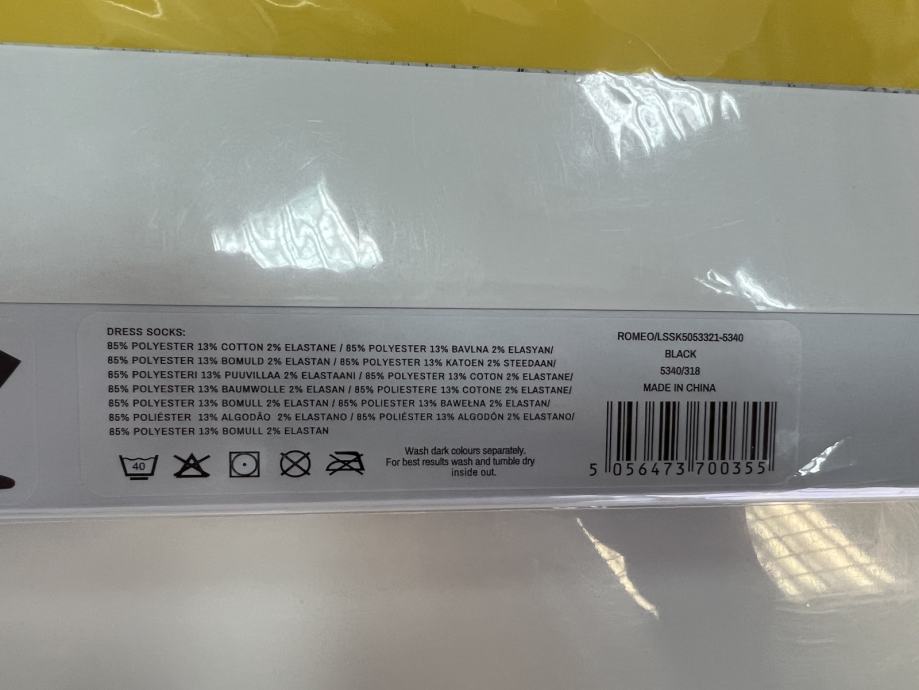 DRESS SOCKS:
85% POLYESTER 13% COTTON 2% ELASTANE / 85% POLYESTER 13% BAVLNA 2% ELASYAN/
85% POLYESTER 13% BOMULD 2% ELASTAN / 85% POLYESTER 13% KATOEN 2% STEEDAAN/
85% POLYESTERI 13% PUUVILLAA 2% ELASTAANI / 85% POLYESTER 13% COTON 2% ELASTANE/
85% POLYESTER 13% BAUMWOLLE 2% ELASAN / 85% POLIESTERE 13% COTONE 2% ELASTANE/
85% POLYESTER 13% BOMULL 2% ELASTAN / 85% POLIESTER 13% BAWEŁNA 2% ELASTAN/
85% POLIÉSTER 13% ALGODÃO 2% ELASTANO / 85% POLIÉSTER 13% ALGODÓN 2% ELASTANO/
85% POLYESTER 13% BOMULL 2% ELASTAN
40
Wash dark colours separately.
For best results wash and tumble dry
inside out.
ROMEO/LSSK5053321-5340
BLACK
5340/318
MADE IN CHINA
5 056473 700355